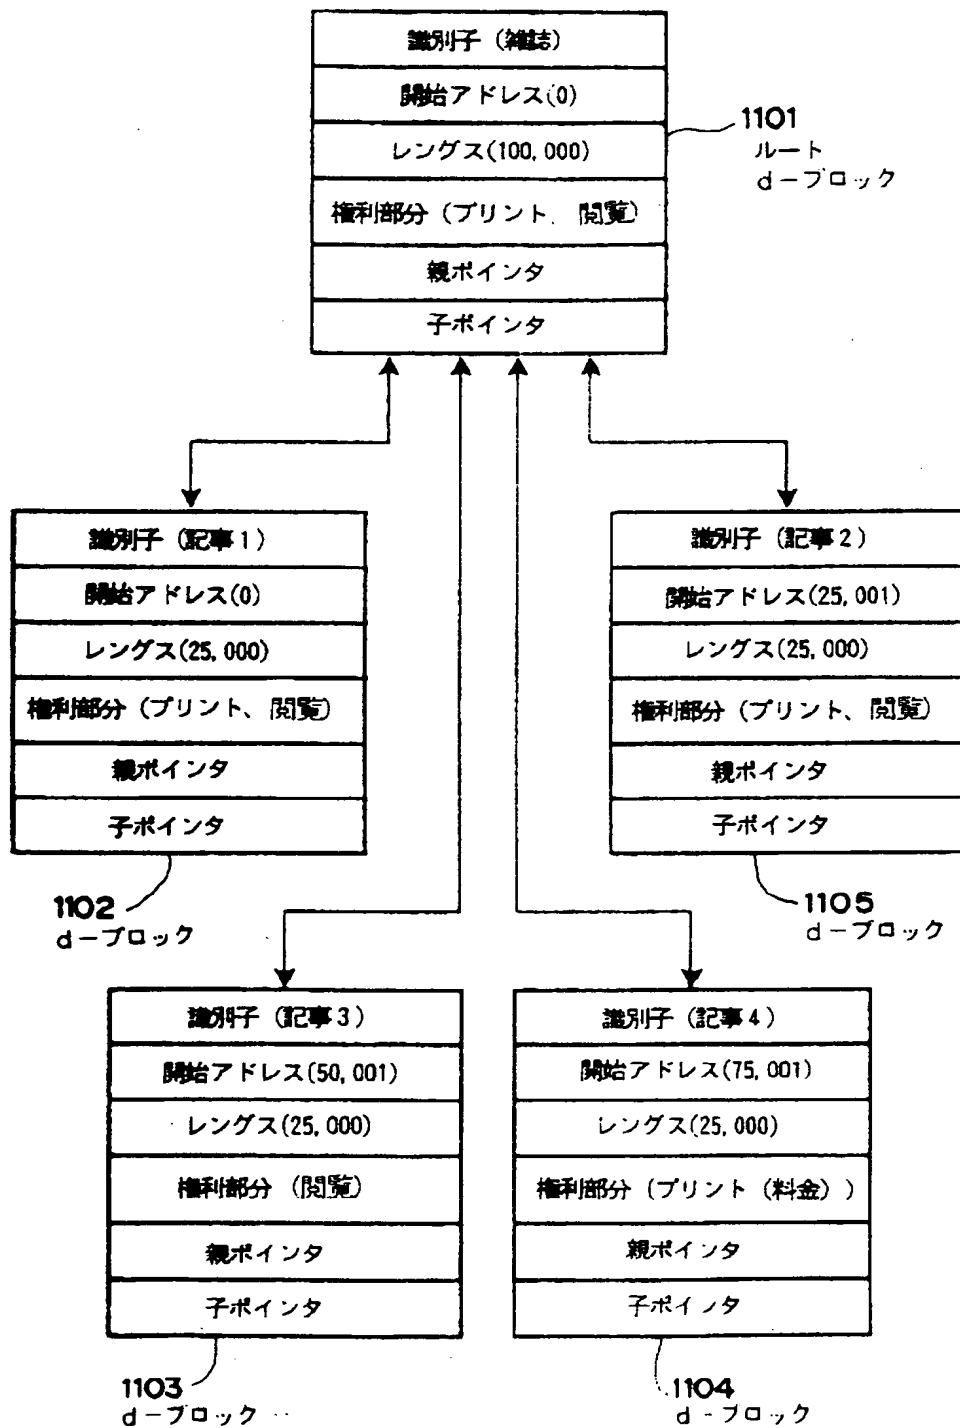 識別子 (雑誌)
開始アドレス(0)
レングス(100,000)
権利部分 (プリント、閲覧)
親ポインタ
子ポインタ
1101
ルート
d-ブロック
識別子 (記事1)
開始アドレス(0)
レングス(25,000)
権利部分 (プリント、閲覧)
親ポインタ
子ポインタ
1102
d-ブロック
識別子 (記事2)
開始アドレス(25,001)
レングス(25,000)
権利部分 (プリント、閲覧)
親ポインタ
子ポインタ
1105
d-ブロック
識別子 (記事3)
開始アドレス(50,001)
レングス(25,000)
権利部分 (閲覧)
親ポインタ
子ポインタ
1103
d-ブロック
識別子 (記事4)
開始アドレス(75,001)
レングス(25,000)
権利部分 (プリント (料金) )
親ポインタ
子ポインタ
1104
d-ブロック